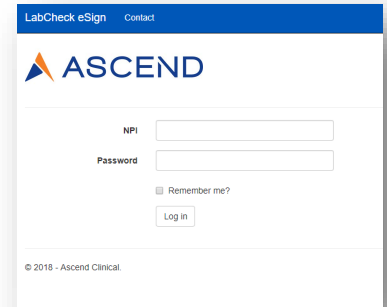 LabCheck eSign Contact
ASCEND
NPI
Password
Remember me?
Log in
© 2018 - Ascend Clinical.